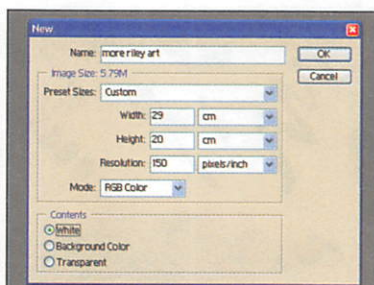 New
Name: more riley art
OK
Cancel
Image Size: 5.79M
Preset Sizes: Custom
Width: 29 cm
Height: 20 cm
Resolution: 150 pixels/inch
Mode: RGB Color
Contents
White
Background Color
Transparent